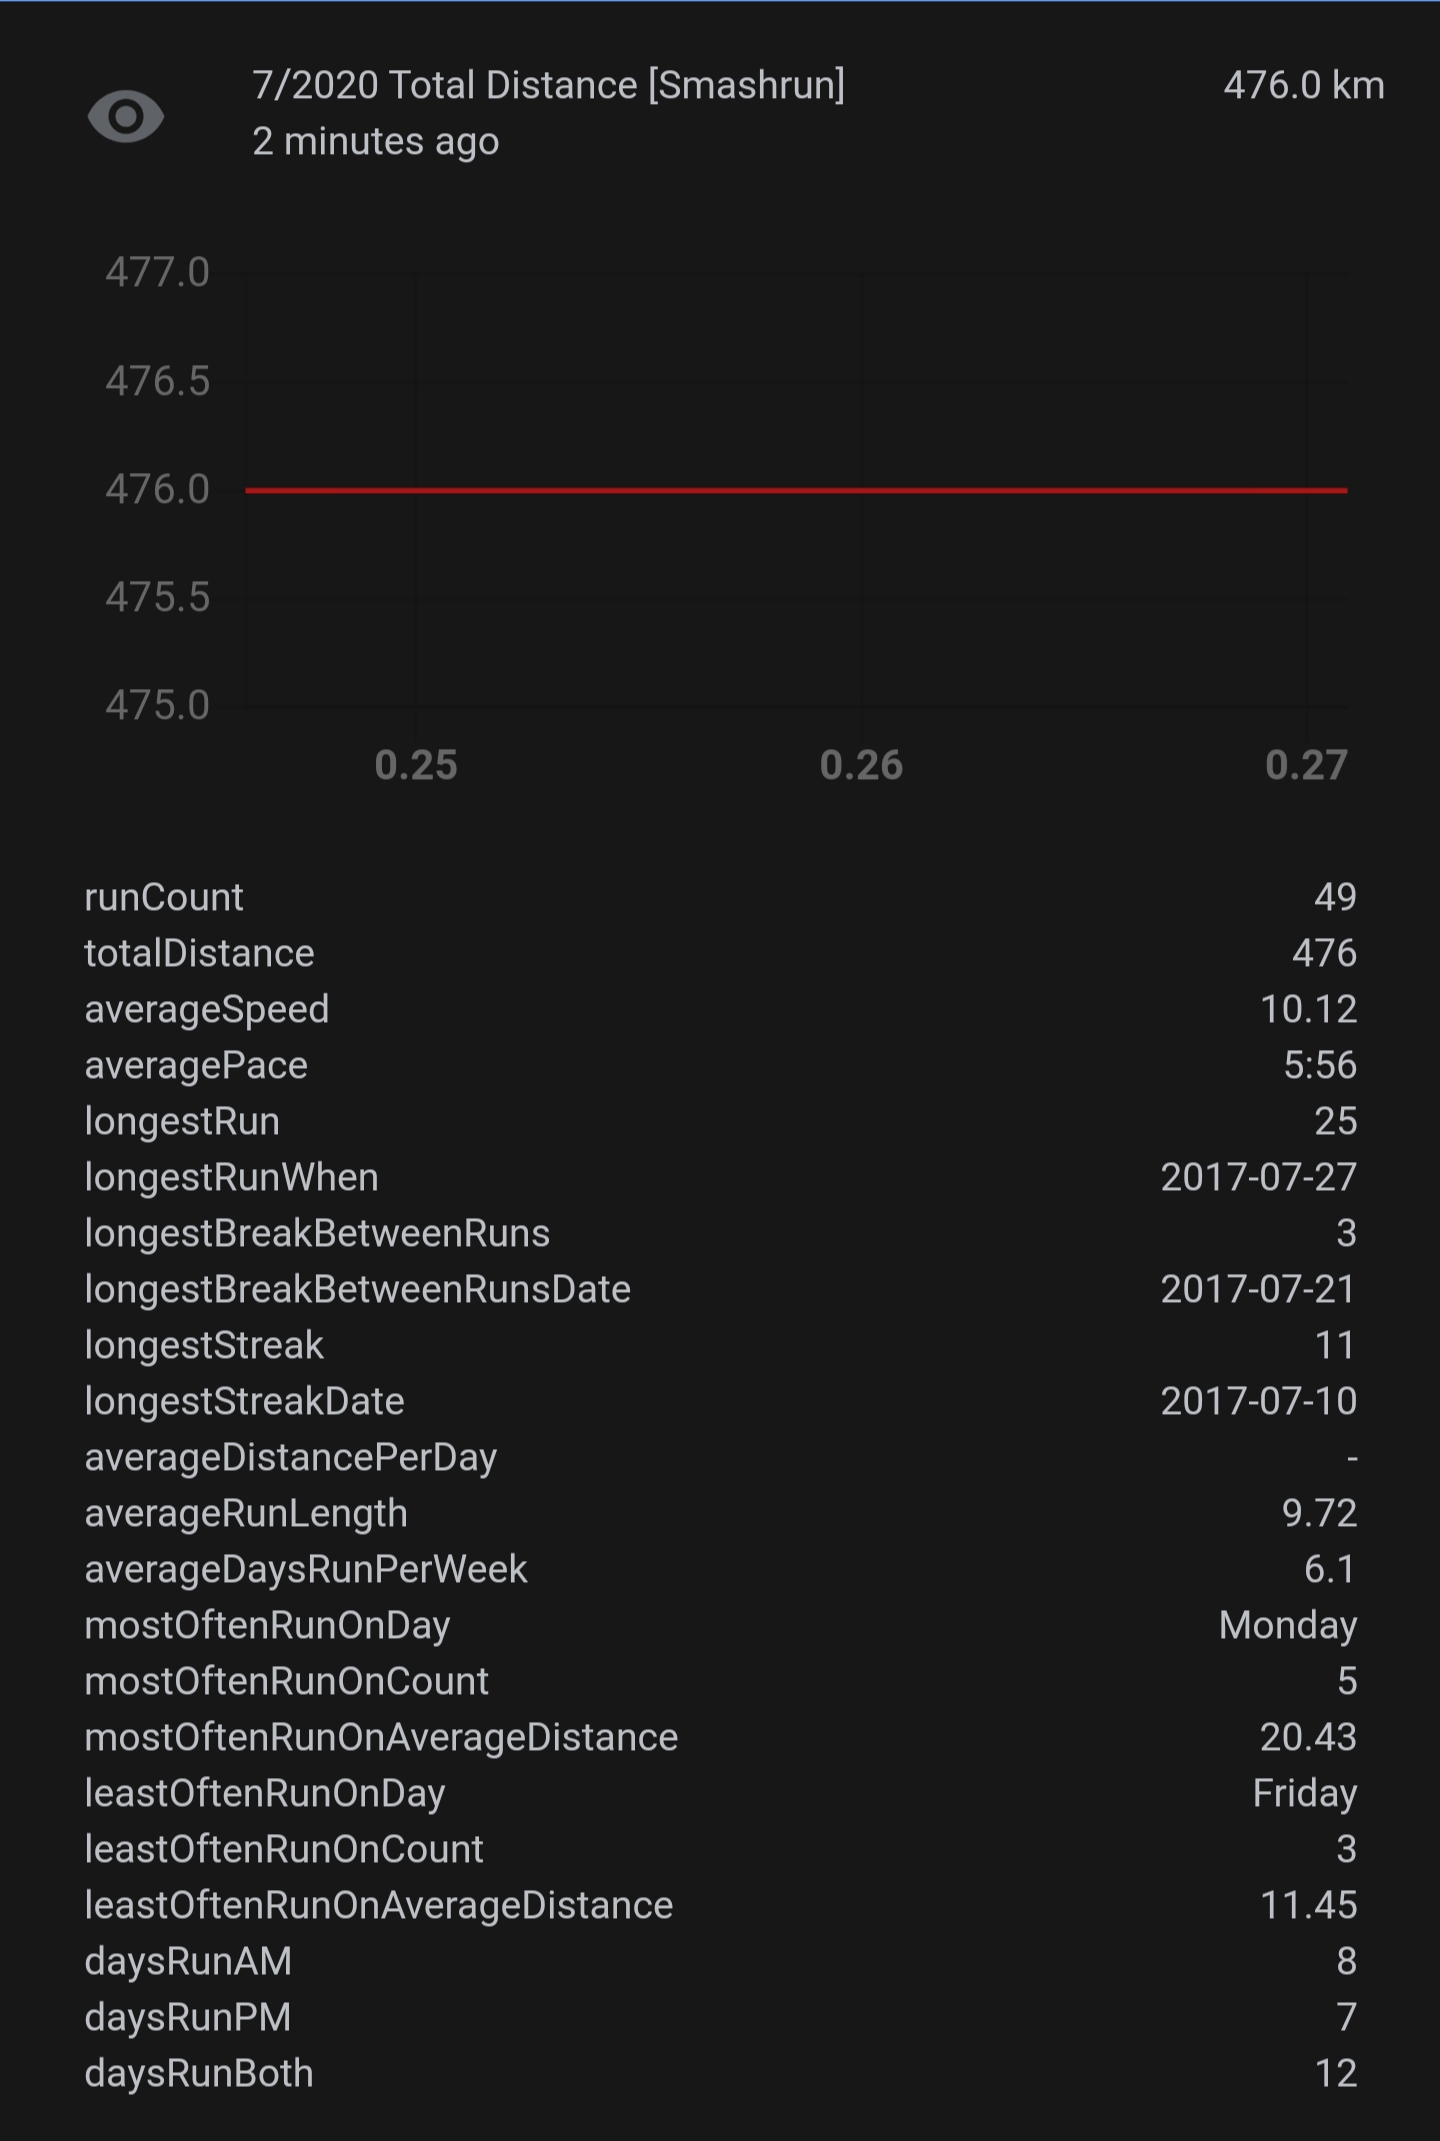 7/2020 Total Distance [Smashrun] 476.0 km
2 minutes ago
477.0
476.5
476.0
475.5
475.0
0.25 0.26 0.27
runCount 49
totalDistance 476
averageSpeed 10.12
averagePace 5:56
longestRun 25
longestRunWhen 2017-07-27
longestBreakBetweenRuns 3
longestBreakBetweenRunsDate 2017-07-21
longestStreak 11
longestStreakDate 2017-07-10
averageDistancePerDay -
averageRunLength 9.72
averageDaysRunPerWeek 6.1
mostOftenRunOnDay Monday
mostOftenRunOnCount 5
mostOftenRunOnAverageDistance 20.43
leastOftenRunOnDay Friday
leastOftenRunOnCount 3
leastOftenRunOnAverageDistance 11.45
daysRunAM 8
daysRunPM 7
daysRunBoth 12